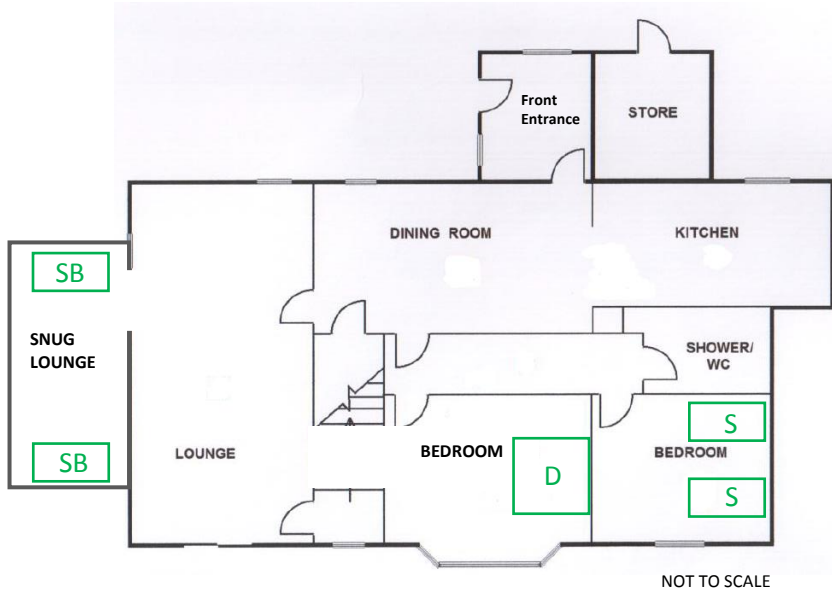 Front
Entrance
STORE
DINING ROOM
KITCHEN
SB
SNUG
LOUNGE
SHOWER/
WC
S
LOUNGE
BEDROOM
BEDROOM
SB
D
S
NOT TO SCALE